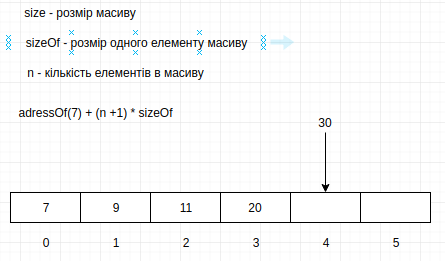 size - розмір масиву
sizeOf - розмір одного елементу масиву
n - кількість елементів в масиву
adressOf(7) + (n +1) * sizeOf
30
7 9 11 20
0 1 2 3 4 5